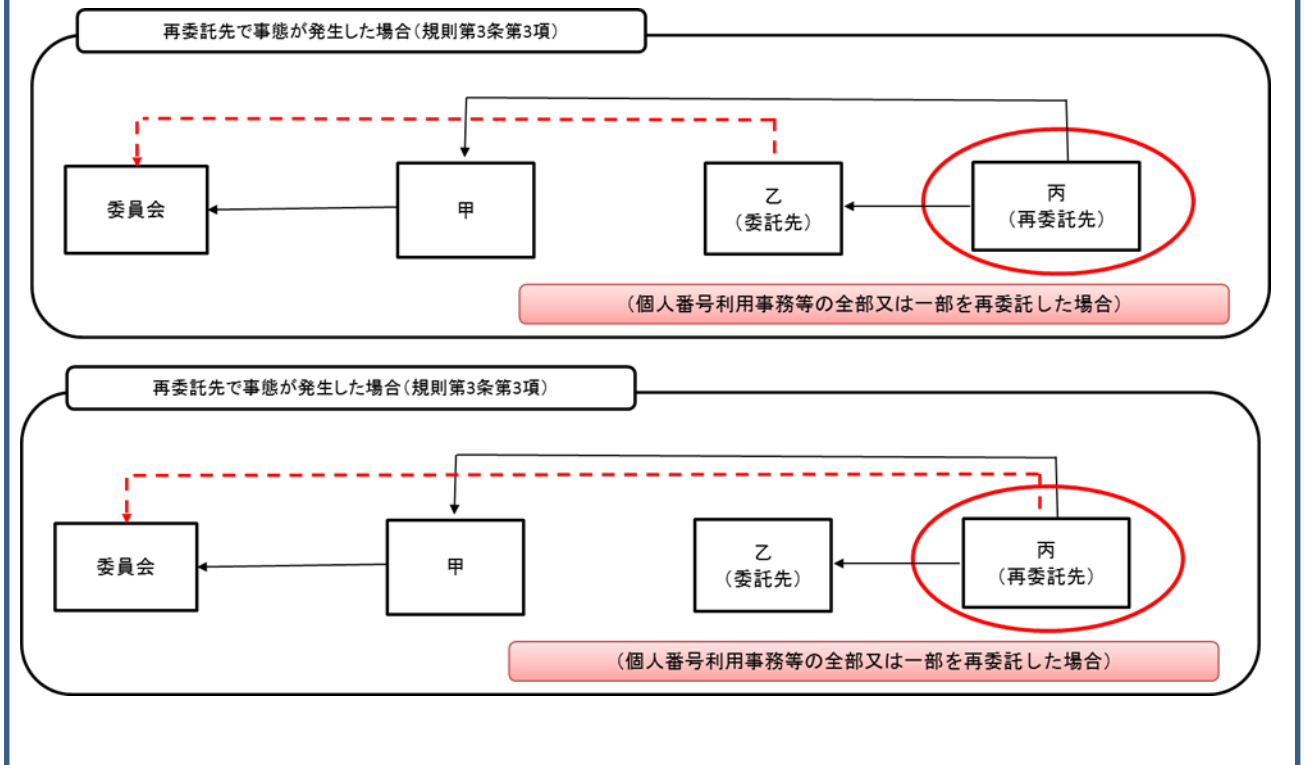 再委託先で事態が発生した場合（規則第3条第3項）
委員会
甲
乙
（委託先）
丙
（再委託先）
（個人番号利用事務等の全部又は一部を再委託した場合）
再委託先で事態が発生した場合（規則第3条第3項）
委員会
甲
乙
（委託先）
丙
（再委託先）
（個人番号利用事務等の全部又は一部を再委託した場合）